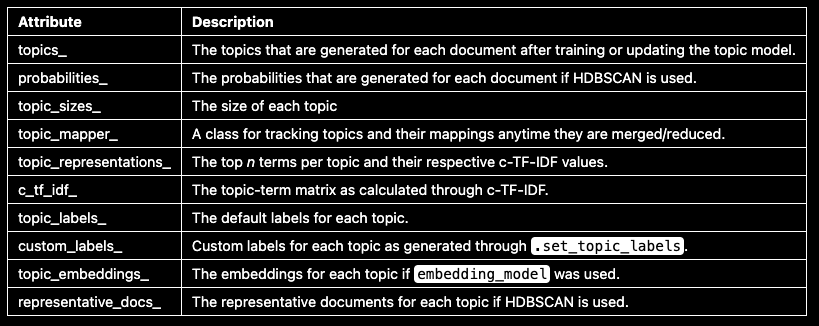 Attribute Description
topics_ The topics that are generated for each document after training or updating the topic model.
probabilities_ The probabilities that are generated for each document if HDBSCAN is used.
topic_sizes_ The size of each topic
topic_mapper_ A class for tracking topics and their mappings anytime they are merged/reduced.
topic_representations_ The top n terms per topic and their respective c-TF-IDF values.
c_tf_idf_ The topic-term matrix as calculated through c-TF-IDF.
topic_labels_ The default labels for each topic.
custom_labels_ Custom labels for each topic as generated through .set_topic_labels.
topic_embeddings_ The embeddings for each topic if embedding_model was used.
representative_docs_ The representative documents for each topic if HDBSCAN is used.